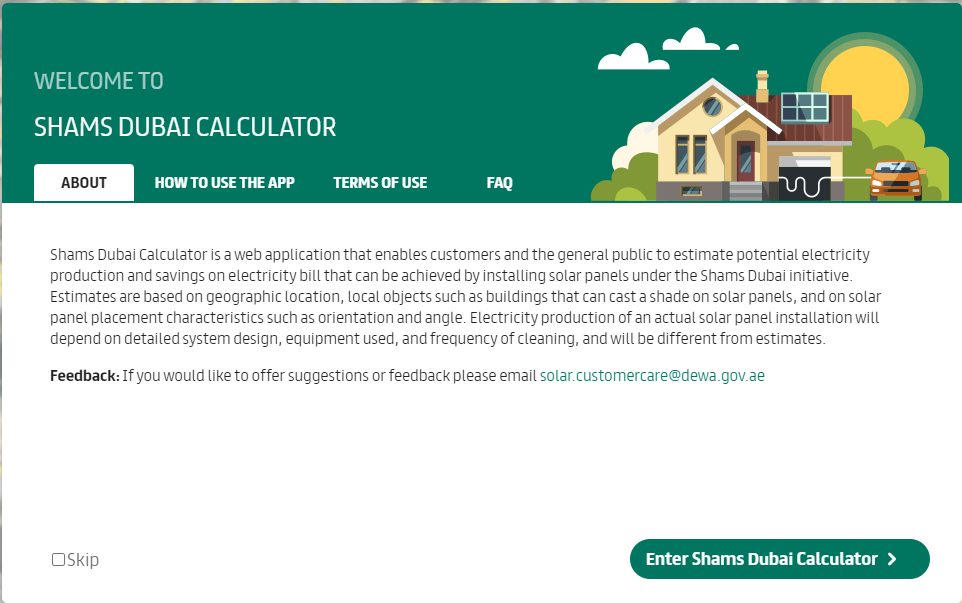 WELCOME TO
SHAMS DUBAI CALCULATOR
ABOUT
HOW TO USE THE APP
TERMS OF USE
FAQ
Shams Dubai Calculator is a web application that enables customers and the general public to estimate potential electricity
production and savings on electricity bill that can be achieved by installing solar panels under the Shams Dubai initiative.
Estimates are based on geographic location, local objects such as buildings that can cast a shade on solar panels, and on solar
panel placement characteristics such as orientation and angle. Electricity production of an actual solar panel installation will
depend on detailed system design, equipment used, and frequency of cleaning, and will be different from estimates.
Feedback: If you would like to offer suggestions or feedback please email solar.customercare@dewa.gov.ae
Skip
Enter Shams Dubai Calculator